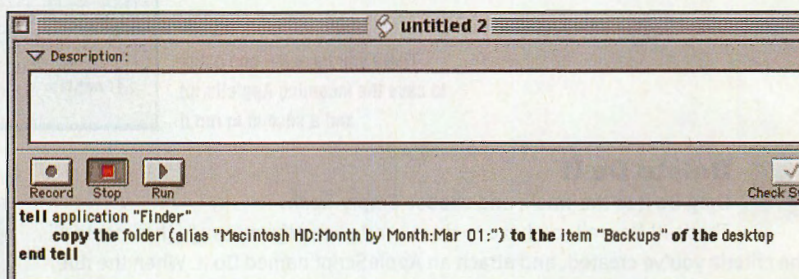 untitled 2
Description:
Record Stop Run
Check Sy
tell application "Finder"
copy the folder (alias "Macintosh HD:Month by Month:Mar 01:") to the item "Backups" of the desktop
end tell